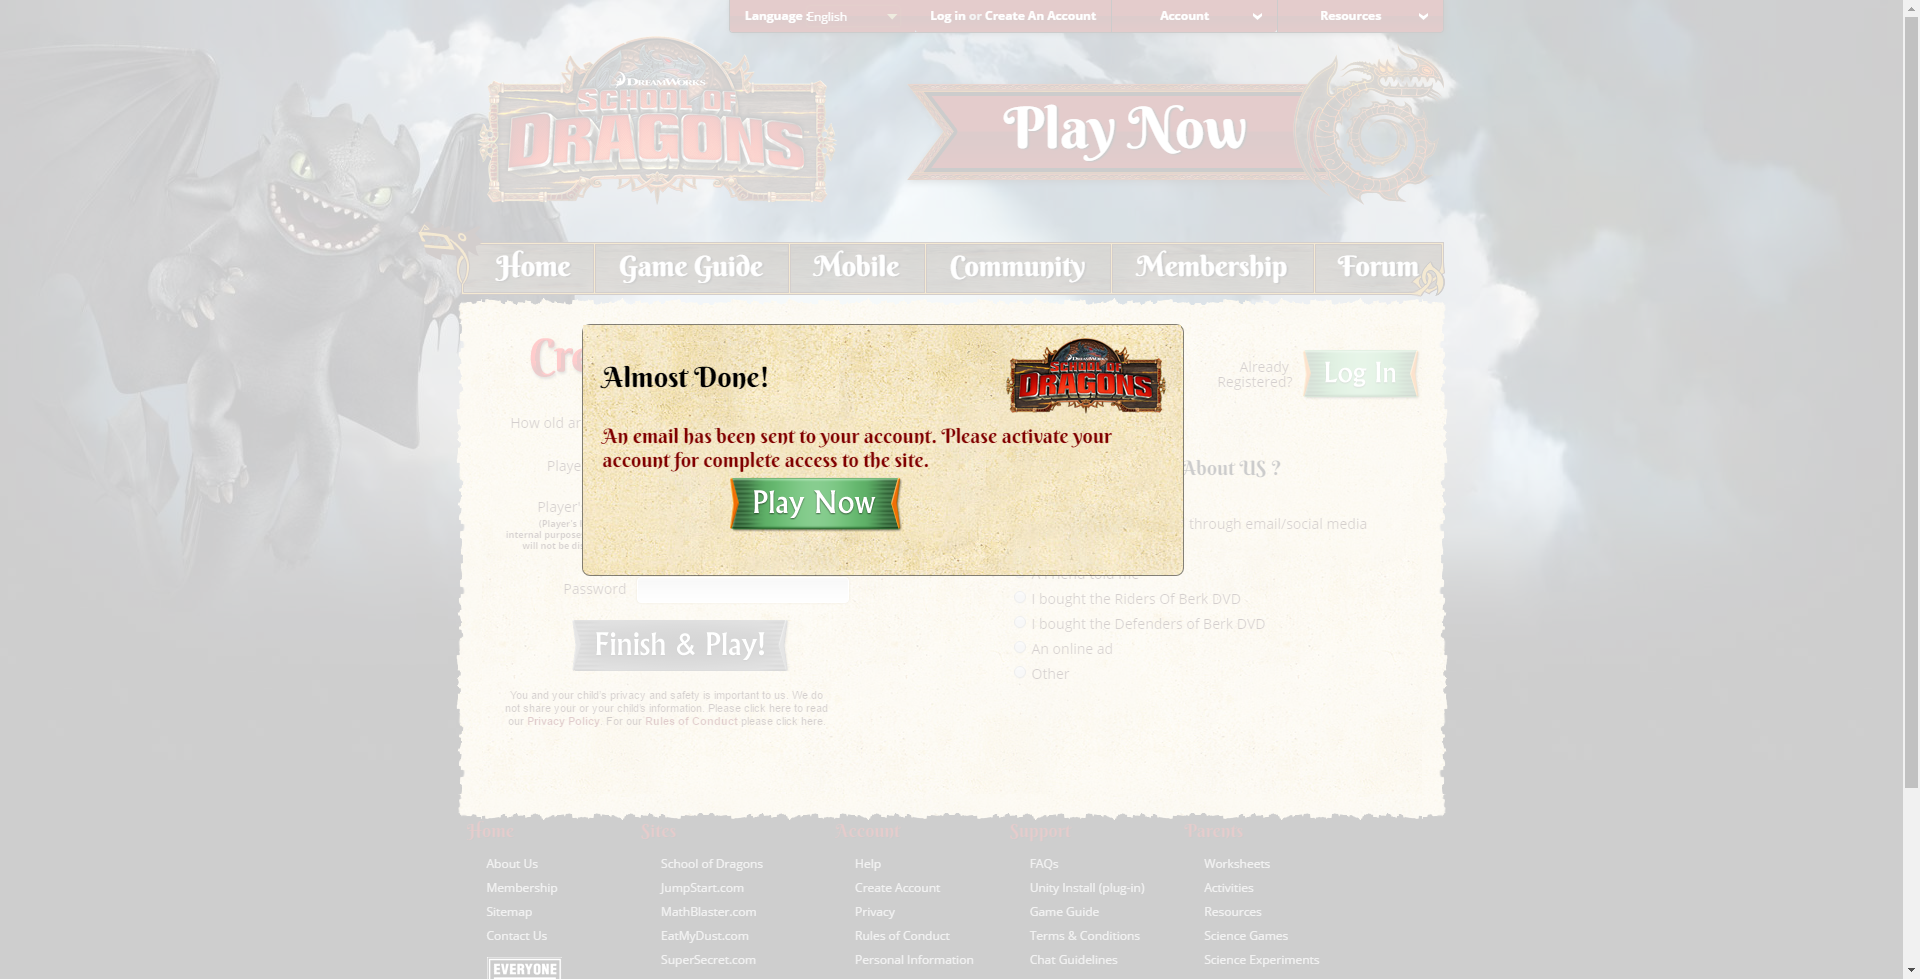 Language : English
Log in or Create An Account
Account
Resources
DREAMWORKS
SCHOOL OF
DRAGONS
Play Now
Home
Game Guide
Mobile
Community
Membership
Forum
Cre
Almost Done!
DREAMWORKS
SCHOOL OF
DRAGONS
An email has been sent to your account. Please activate your
account for complete access to the site.
Play Now
Already
Registered?
Log In
How old ar
Playe
About US ?
Player'
(Player's l
internal purpose
will not be dis
through email/social media
A Friend told me
Password
I bought the Riders Of Berk DVD
I bought the Defenders of Berk DVD
An online ad
Other
Finish & Play!
You and your child's privacy and safety is important to us. We do
not share your or your child's information. Please click here to read
our Privacy Policy. For our Rules of Conduct please click here.
Home
About Us
Membership
Sitemap
Contact Us
EVERYONE
Sites
School of Dragons
JumpStart.com
MathBlaster.com
EatMyDust.com
SuperSecret.com
Account
Help
Create Account
Privacy
Rules of Conduct
Personal Information
Support
FAQs
Unity Install (plug-in)
Game Guide
Terms & Conditions
Chat Guidelines
Parents
Worksheets
Activities
Resources
Science Games
Science Experiments